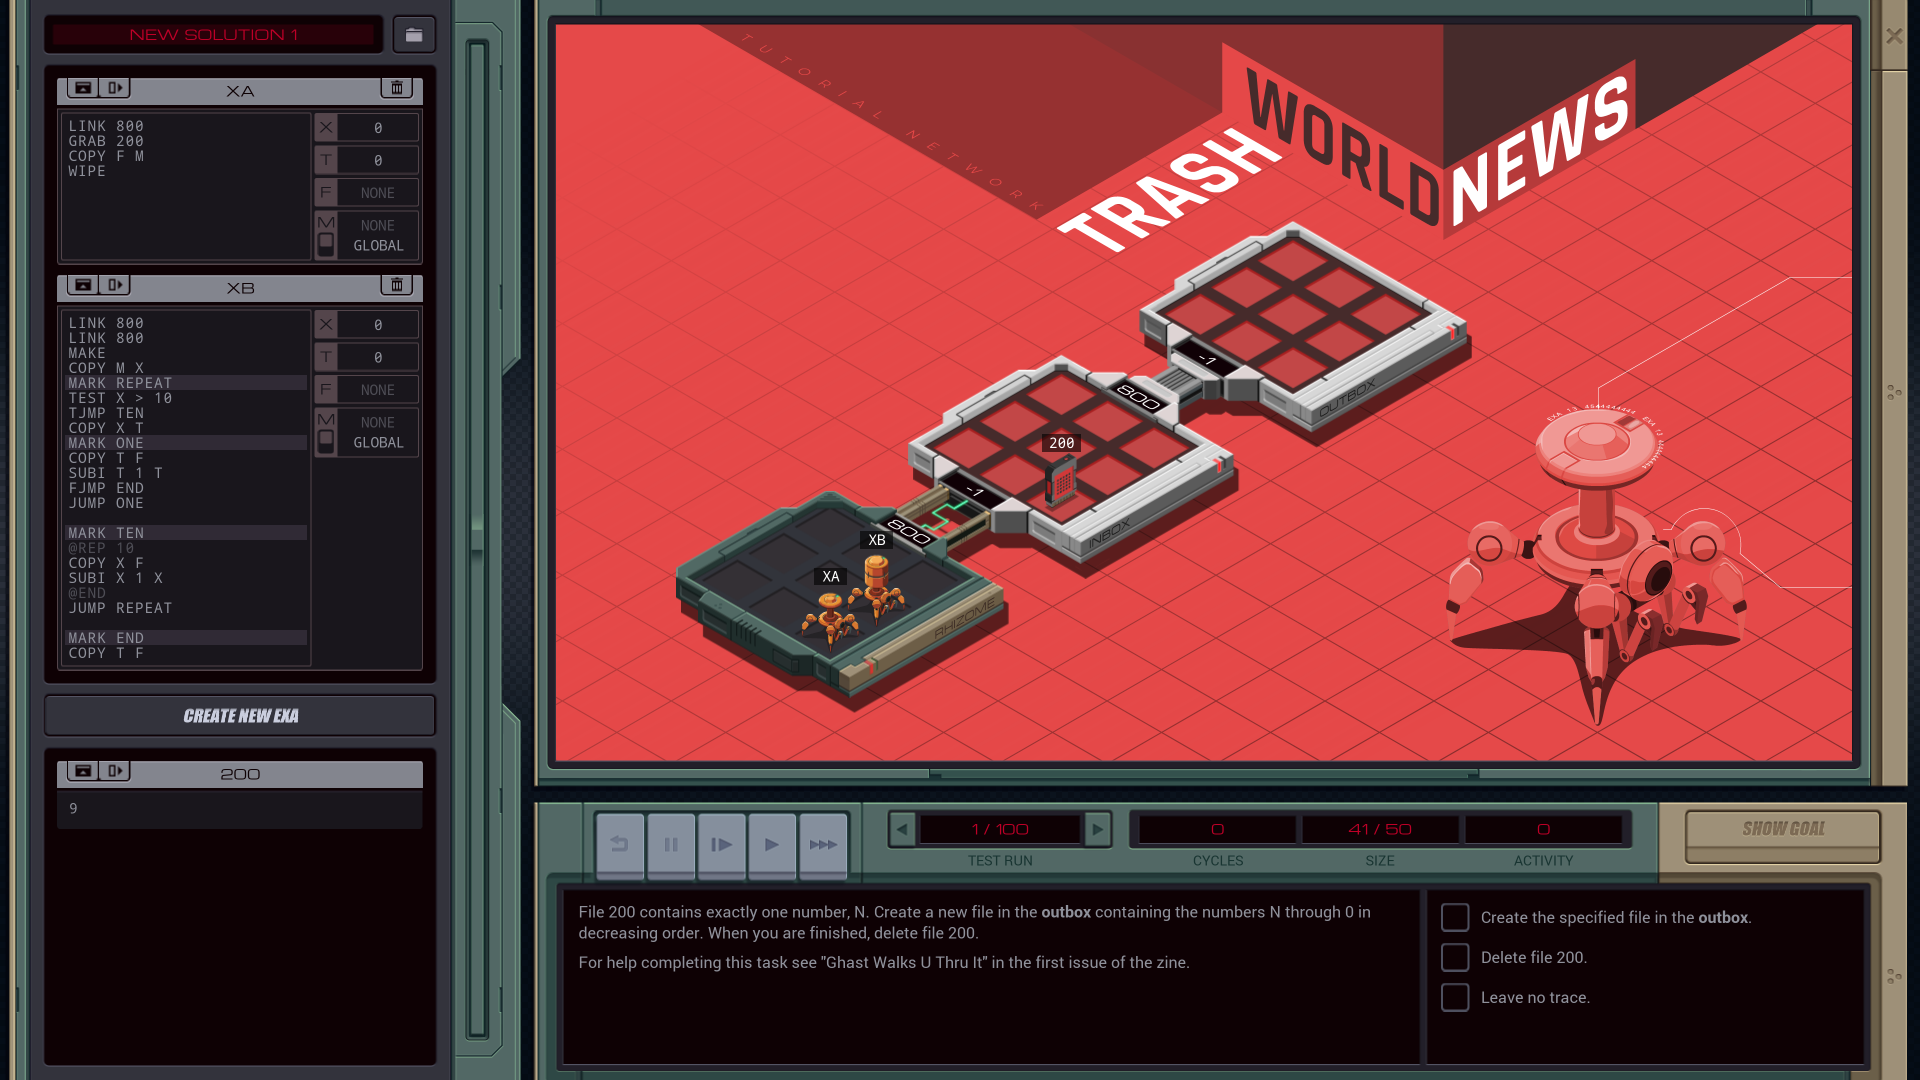 NEW SOLUTION 1
XA
LINK 800
GRAB 200
COPY F M
WIPE
X 0
T 0
F NONE
M NONE
GLOBAL
XB
LINK 800
LINK 800
MAKE
COPY M X
MARK REPEAT
TEST X > 10
TJMP TEN
COPY X T
MARK ONE
COPY T F
SUBI T 1 T
FJMP END
JUMP ONE
MARK TEN
@REP 10
COPY X F
SUBI X 1 X
@END
JUMP REPEAT
MARK END
COPY T F
X 0
T 0
F NONE
M NONE
GLOBAL
CREATE NEW EXA
200
9
TUTORIAL NETWORK
TRASH
WORLD
NEWS
-1
OUTBOX
800
200
-1
INBOX
800
XB
XA
RHIZOME
1/100
TEST RUN
0
CYCLES
41/50
SIZE
0
ACTIVITY
SHOW GOAL
File 200 contains exactly one number, N. Create a new file in the outbox containing the numbers N through 0 in
decreasing order. When you are finished, delete file 200.
For help completing this task see "Ghast Walks U Thru It" in the first issue of the zine.
Create the specified file in the outbox.
Delete file 200.
Leave no trace.